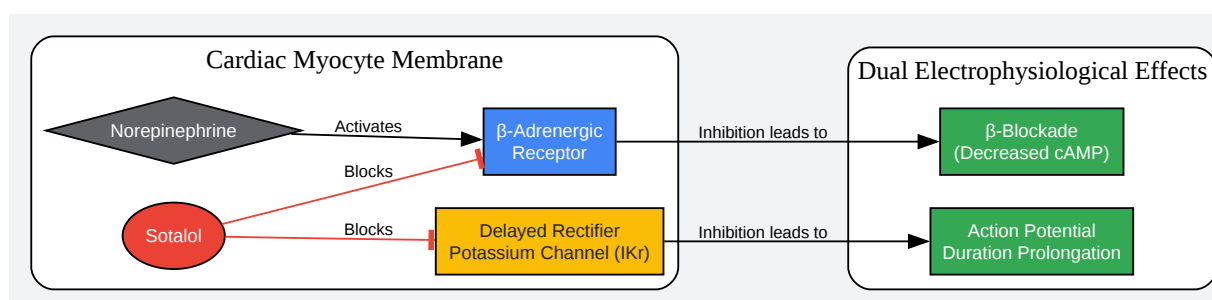 Cardiac Myocyte Membrane
Dual Electrophysiological Effects
Norepinephrine
Activates
β-Adrenergic
Receptor
Inhibition leads to
β-Blockade
(Decreased cAMP)
Blocks
Sotalol
Blocks
Delayed Rectifier
Potassium Channel (IKr)
Inhibition leads to
Action Potential
Duration Prolongation